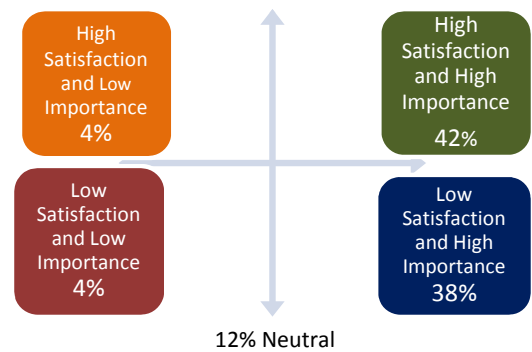 High
Satisfaction
and Low
Importance
4%
High
Satisfaction
and High
Importance
42%
Low
Satisfaction
and Low
Importance
4%
Low
Satisfaction
and High
Importance
38%
12% Neutral